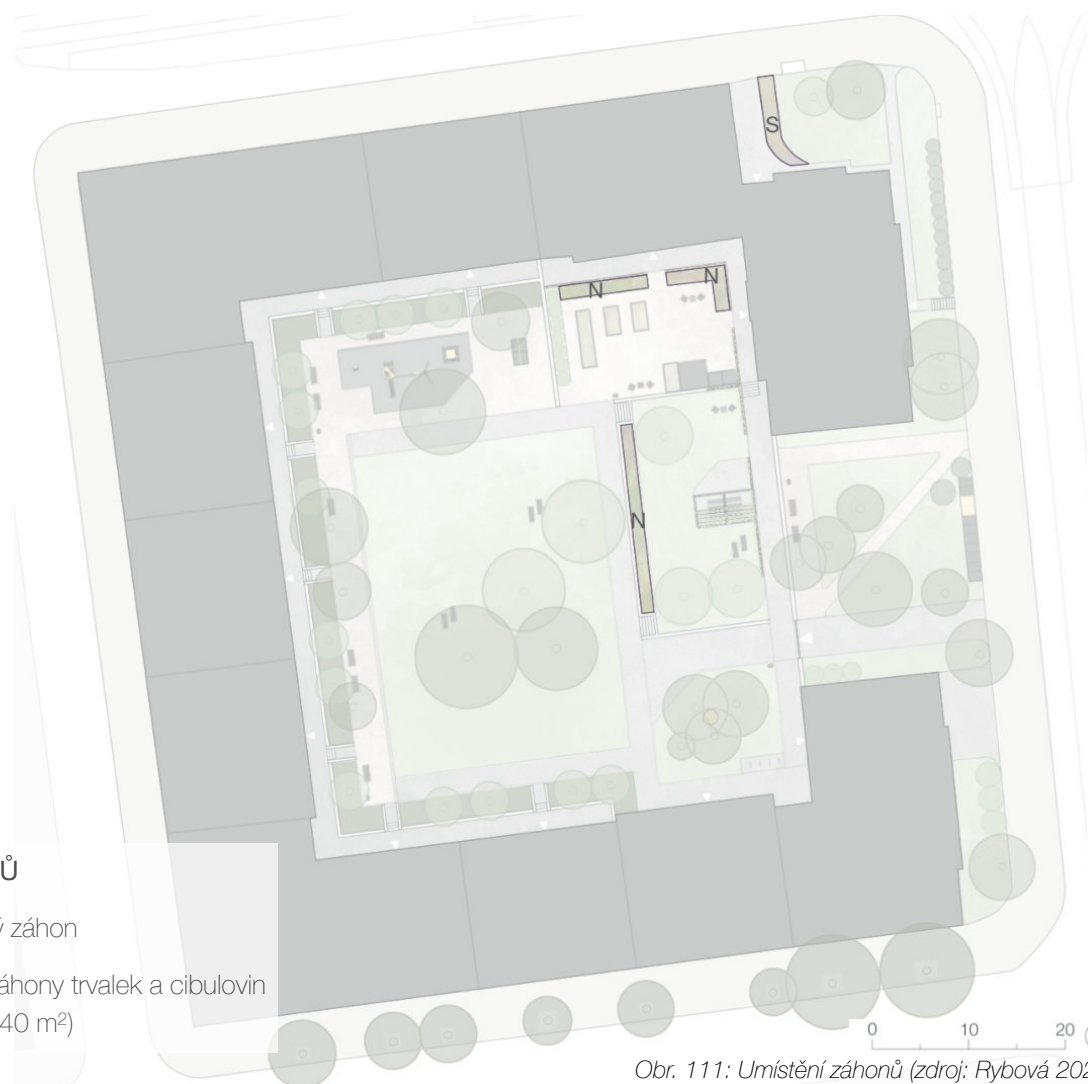 S
N
N
N
Ů
ý záhon
áhony trvalek a cibulovin
40 m²)
0 10 20
Obr. 111: Umístění záhonů (zdroj: Rybová 202